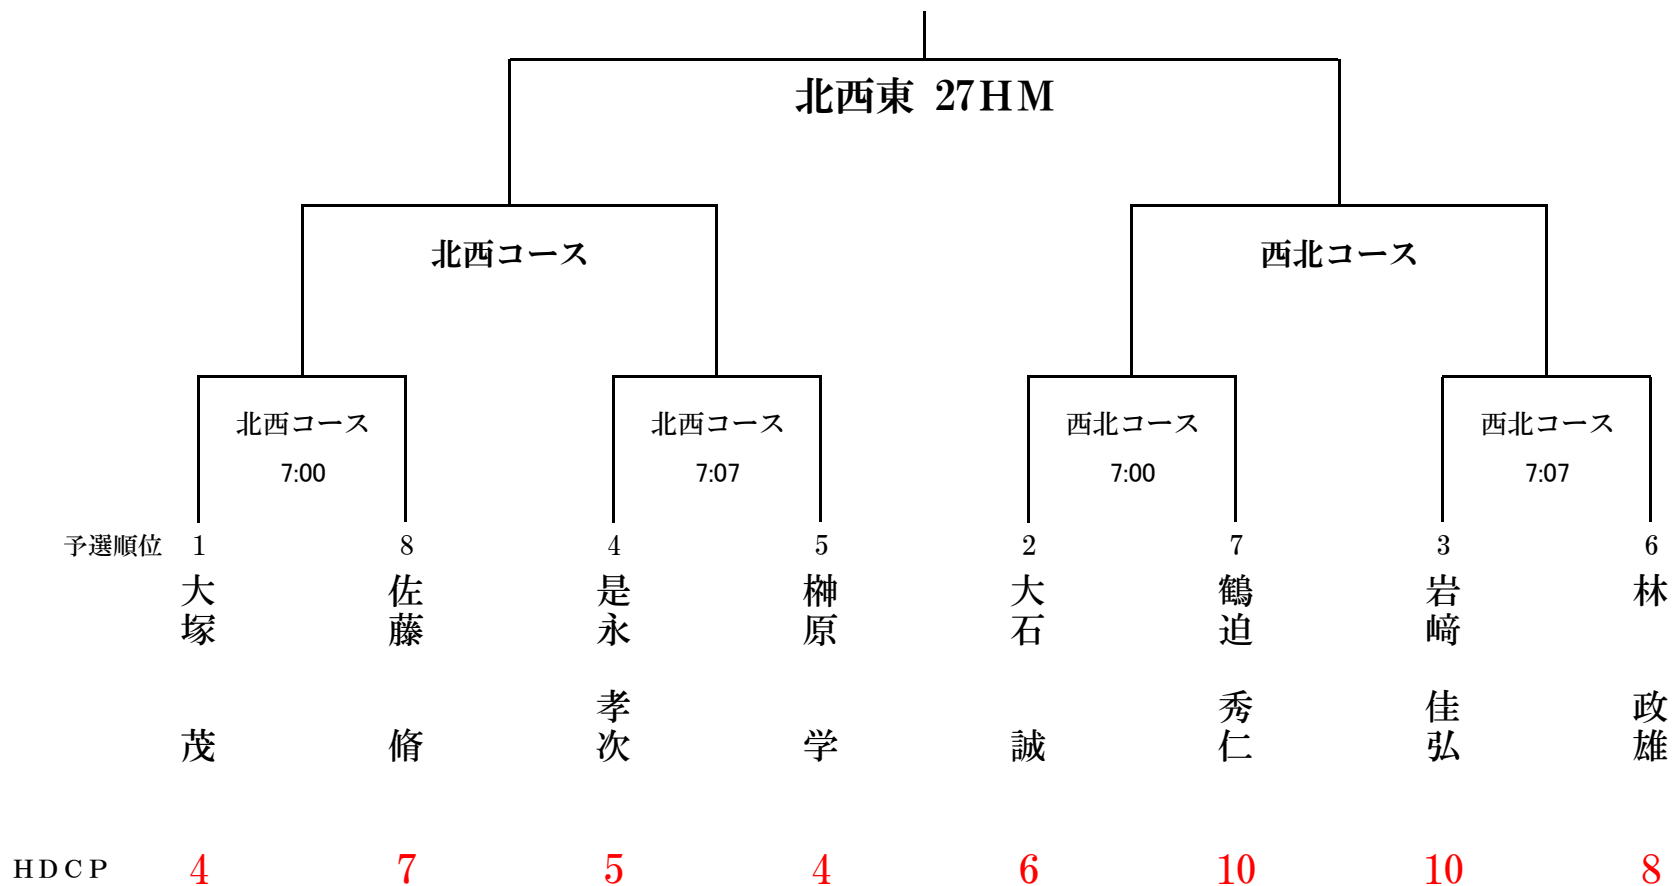 北西東 27HM
北西コース
西北コース
北西コース
7:00
北西コース
7:07
西北コース
7:00
西北コース
7:07
予選順位 1 8 4 5 2 7 3 6
大塚 茂
佐藤 脩
是永 孝次
榊原 学
大石 誠
鶴迫 秀仁
岩﨑 佳弘
林 政雄
HDCP 4 7 5 4 6 10 10 8